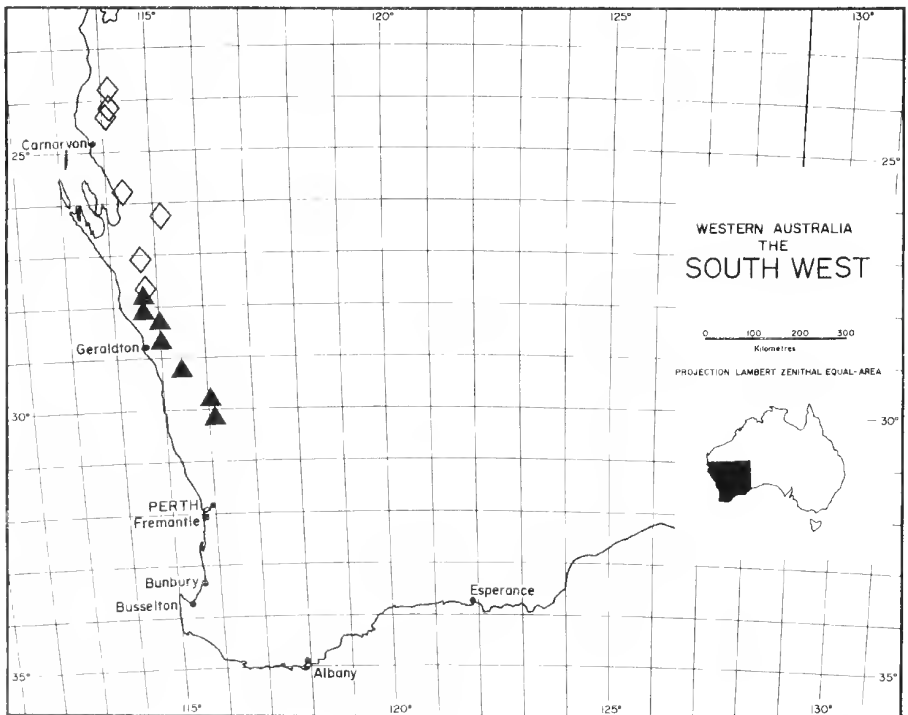 115° 120° 125° 130°
Carnarvon
25° 25°
WESTERN AUSTRALIA
THE
SOUTH WEST
0 100 200 300
Kilometres
Geraldton
PROJECTION LAMBERT ZENITHAL EQUAL-AREA
30° 30°
PERTH
Fremantle
Bunbury
Busselton
Esperance
Albany
35° 35°
115° 120° 125° 130°